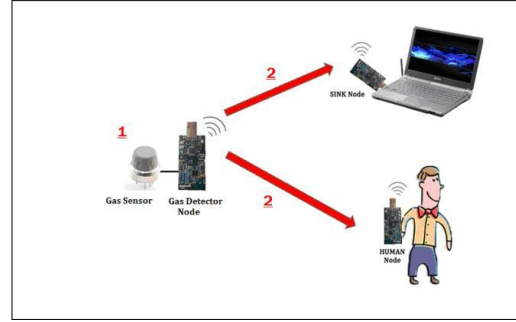 2
SINK Node
1
Gas Sensor
Gas Detector
Node
2
HUMAN
Node